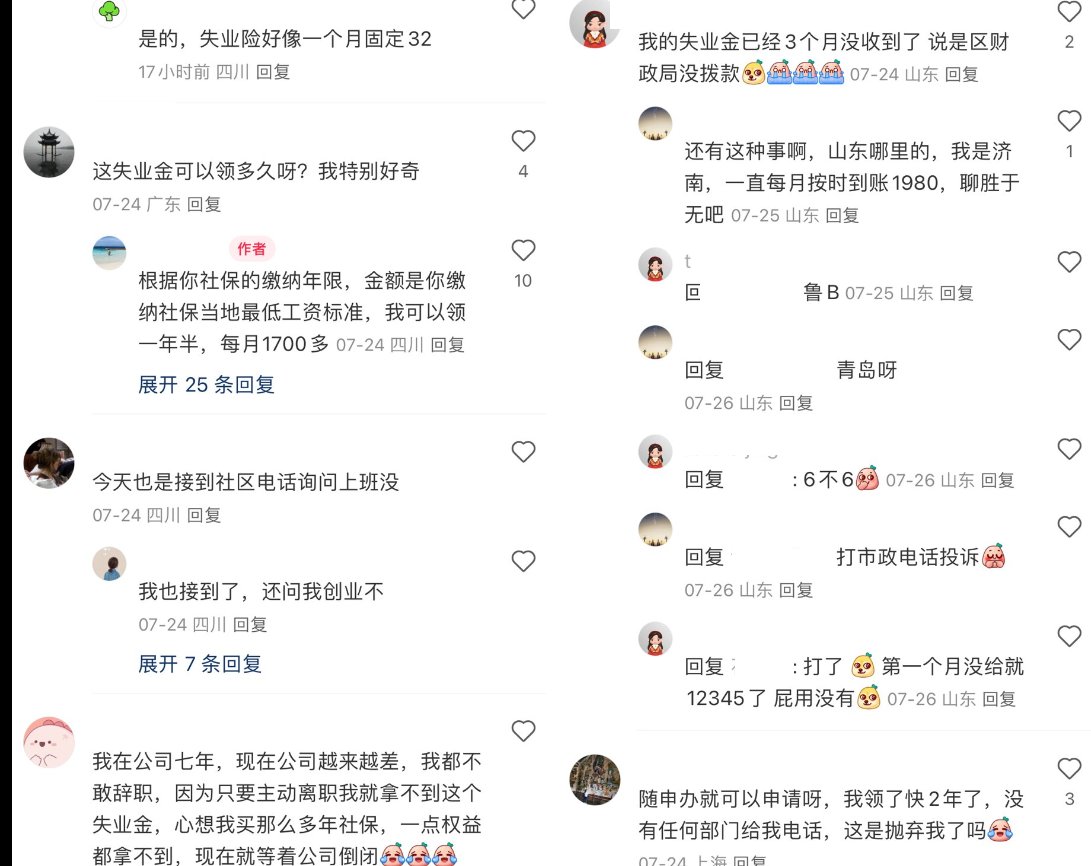 是的，失业险好像一个月固定32
17小时前 四川 回复
这失业金可以领多久呀？我特别好奇
4
07-24 广东 回复
作者
根据你社保的缴纳年限，金额是你缴
10
纳社保当地最低工资标准，我可以领
一年半，每月1700多 07-24 四川 回复
展开 25 条回复
今天也是接到社区电话询问上班没
07-24 四川 回复
我也接到了，还问我创业不
07-24 四川 回复
展开 7 条回复
我在公司七年，现在公司越来越差，我都不
敢辞职，因为只要主动离职我就拿不到这个
失业金，心想我买那么多年社保，一点权益
都拿不到，现在就等着公司倒闭
我的失业金已经3个月没收到了 说是区财
2
政局没拨款 07-24 山东 回复
还有这种事啊，山东哪里的，我是济
1
南，一直每月按时到账1980，聊胜于
无吧 07-25 山东 回复
鲁B 07-25 山东 回复
回复 青岛呀
07-26 山东 回复
回复 : 6不6 07-26 山东 回复
回复 打市政电话投诉
07-26 山东 回复
回复 : 打了 第一个月没给就
12345了 屁用没有 07-26 山东 回复
随申办就可以申请呀，我领了快2年了，没
3
有任何部门给我电话，这是抛弃我了吗
07-24 上海 回复